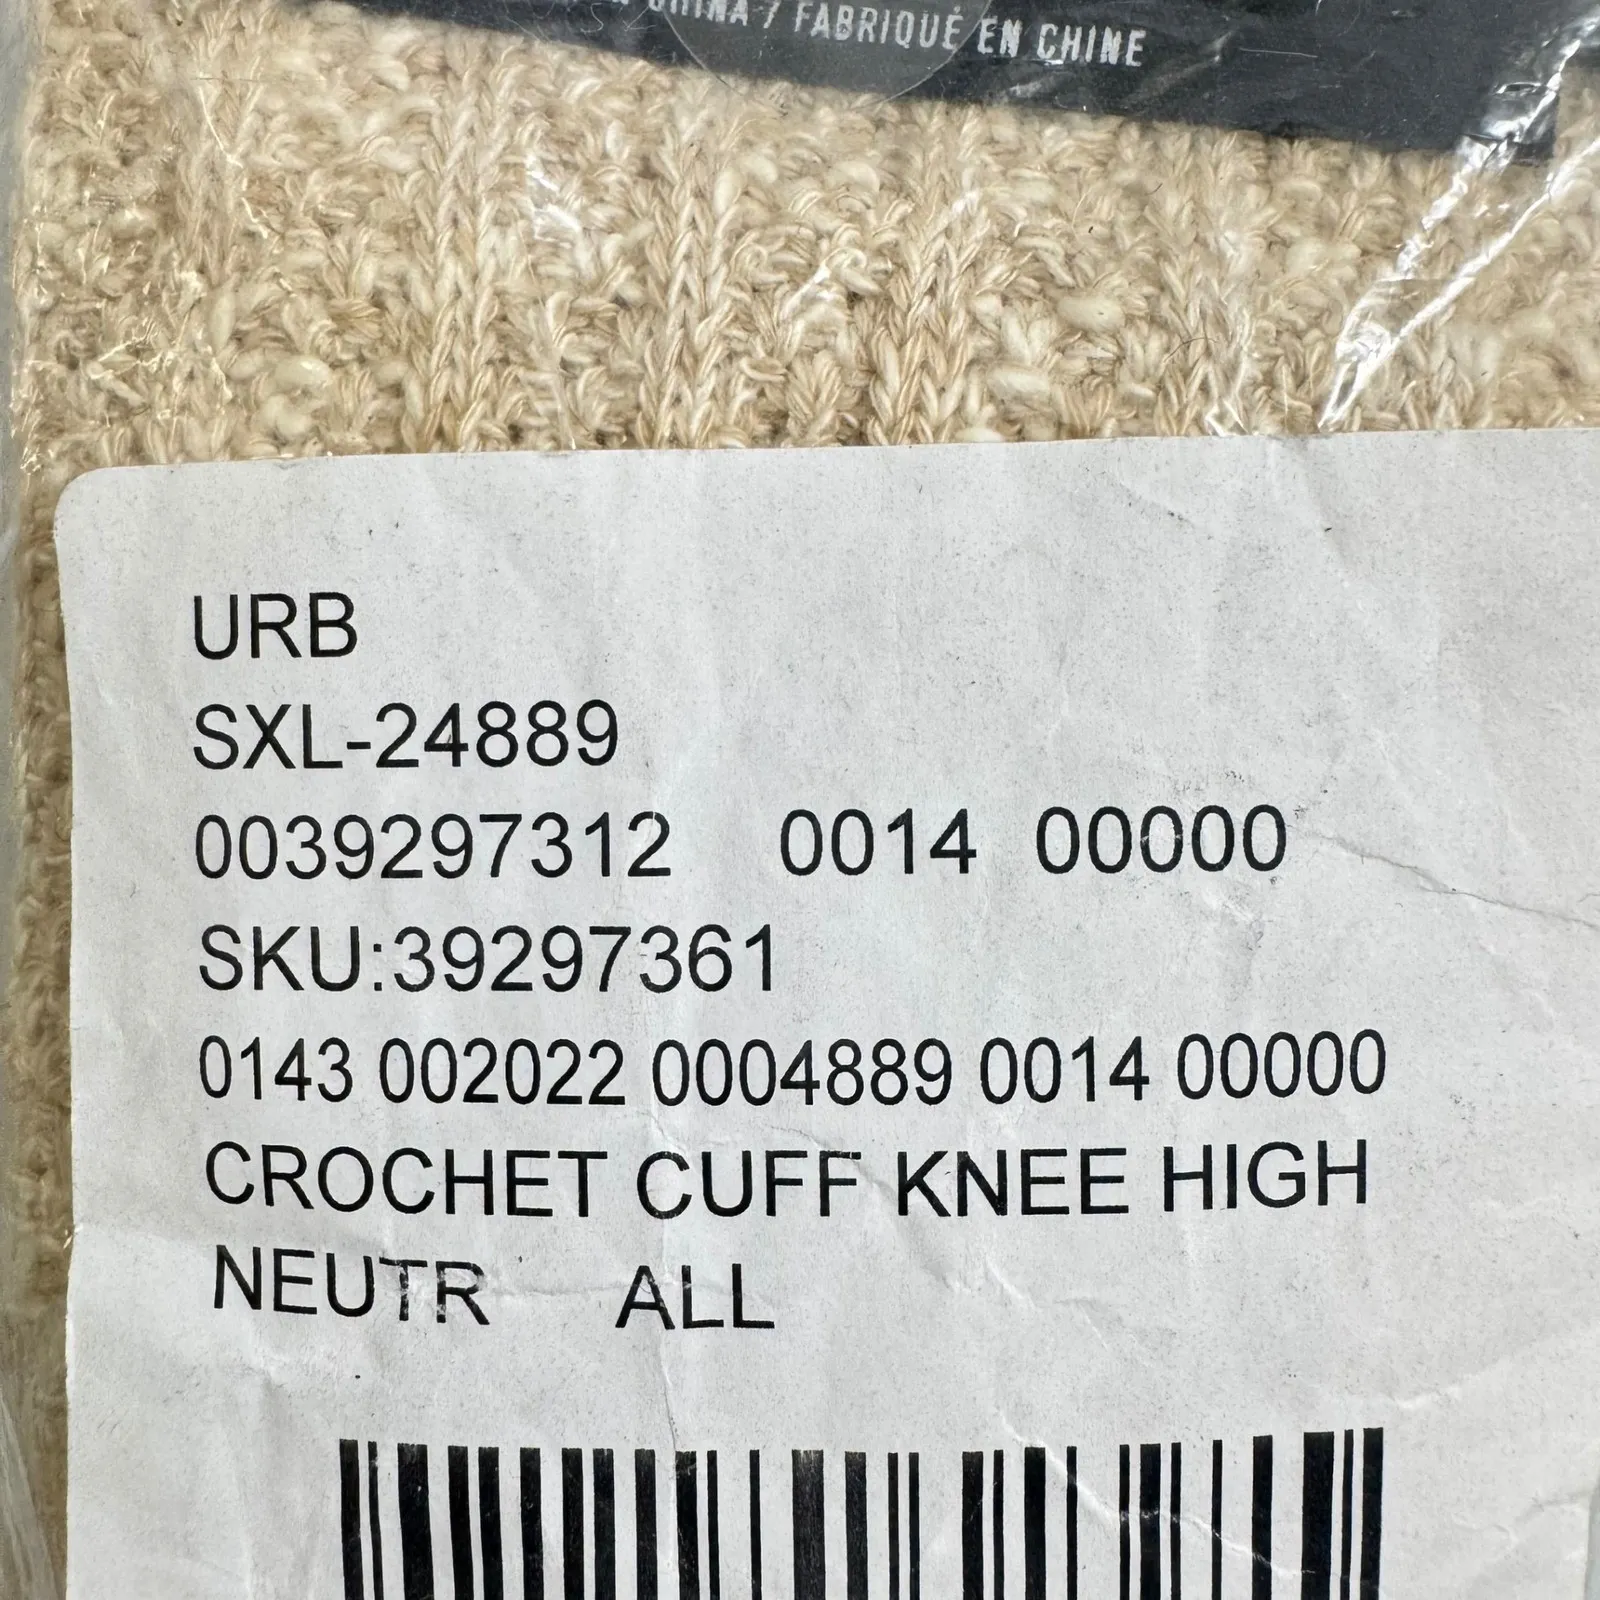 CHINA / FABRIQUÉ EN CHINE
URB
SXL-24889
0039297312 0014 00000
SKU:39297361
0143 002022 0004889 0014 00000
CROCHET CUFF KNEE HIGH
NEUTR ALL